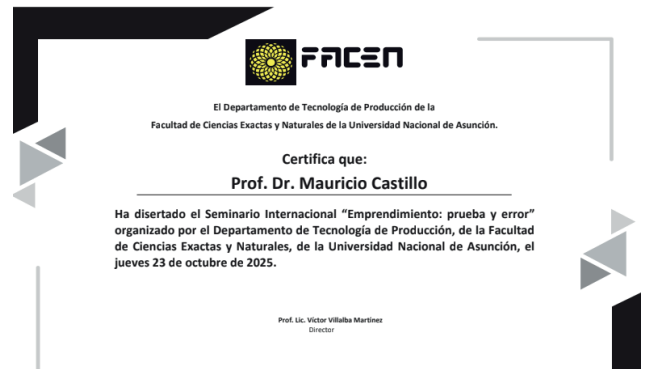 FACEN
El Departamento de Tecnología de Producción de la
Facultad de Ciencias Exactas y Naturales de la Universidad Nacional de Asunción.
Certifica que:
Prof. Dr. Mauricio Castillo
Ha disertado el Seminario Internacional “Emprendimiento: prueba y error”
organizado por el Departamento de Tecnología de Producción, de la Facultad
de Ciencias Exactas y Naturales, de la Universidad Nacional de Asunción, el
jueves 23 de octubre de 2025.
Prof. Lic. Víctor Villalba Martínez
Director